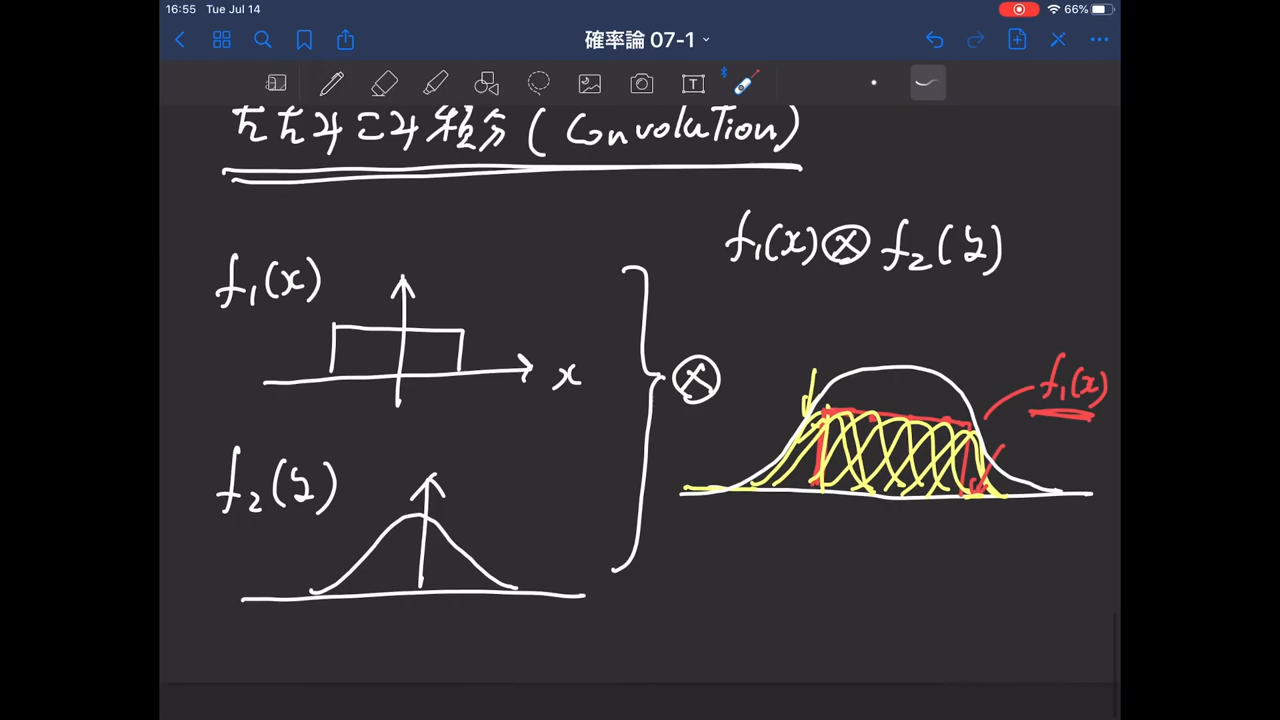 16:55 Tue Jul 14
66%
確率論 07-1
T
たたみこみ積分 (Convolution)
f₁(x) ⊗ f₂(y)
f₁(x)
x
⊗
f₁(x)
f₂(y)